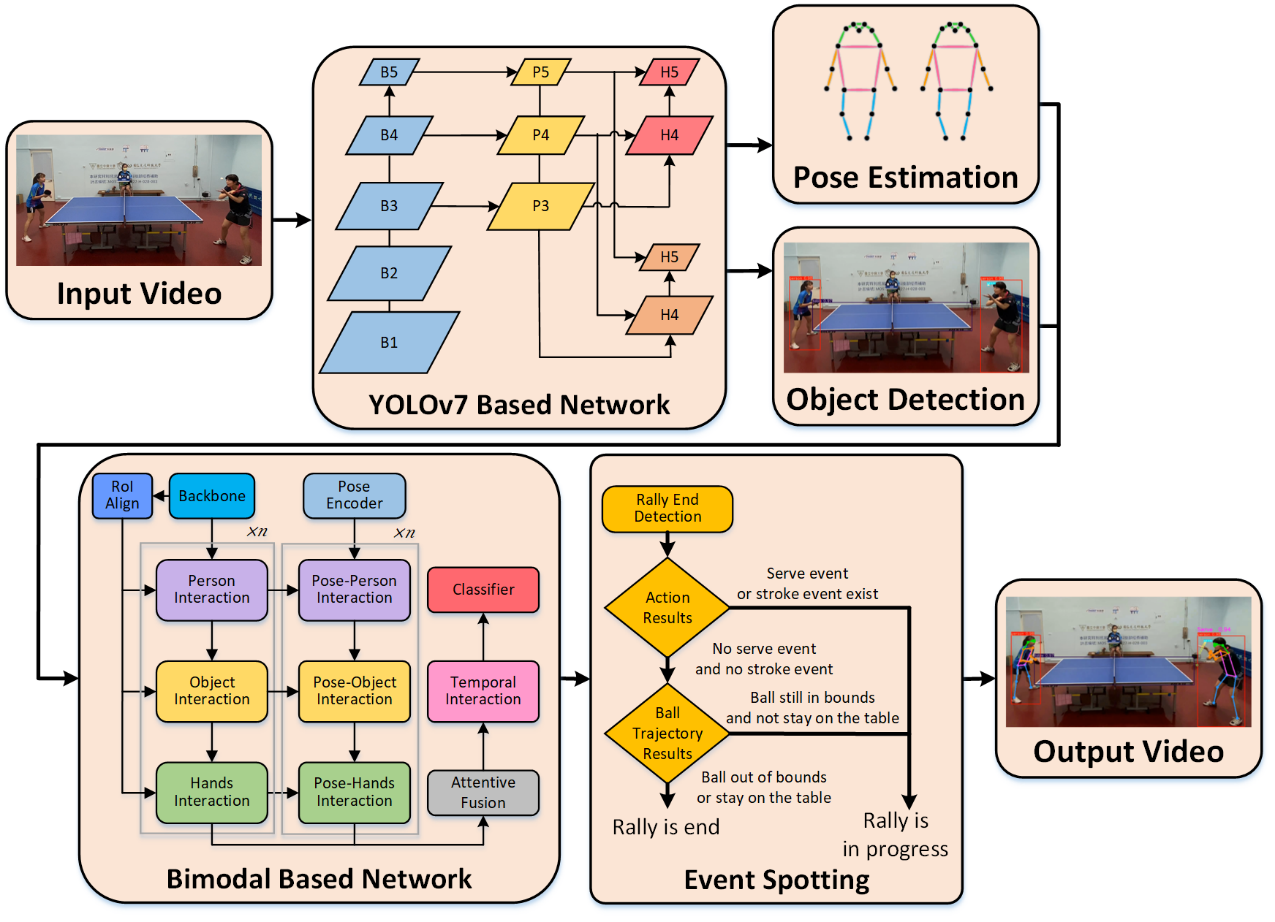 Input Video
B5
P5
H5
B4
P4
H4
B3
P3
B2
H5
B1
H4
YOLOv7 Based Network
Pose Estimation
Object Detection
RoI
Align
Backbone
Pose
Encoder
×n
×n
Person
Interaction
Pose-Person
Interaction
Classifier
Object
Interaction
Pose-Object
Interaction
Temporal
Interaction
Hands
Interaction
Pose-Hands
Interaction
Attentive
Fusion
Bimodal Based Network
Rally End
Detection
Action
Results
Serve event
or stroke event exist
No serve event
and no stroke event
Ball
Trajectory
Results
Ball still in bounds
and not stay on the table
Ball out of bounds
or stay on the table
Rally is end
Rally is
in progress
Event Spotting
Output Video